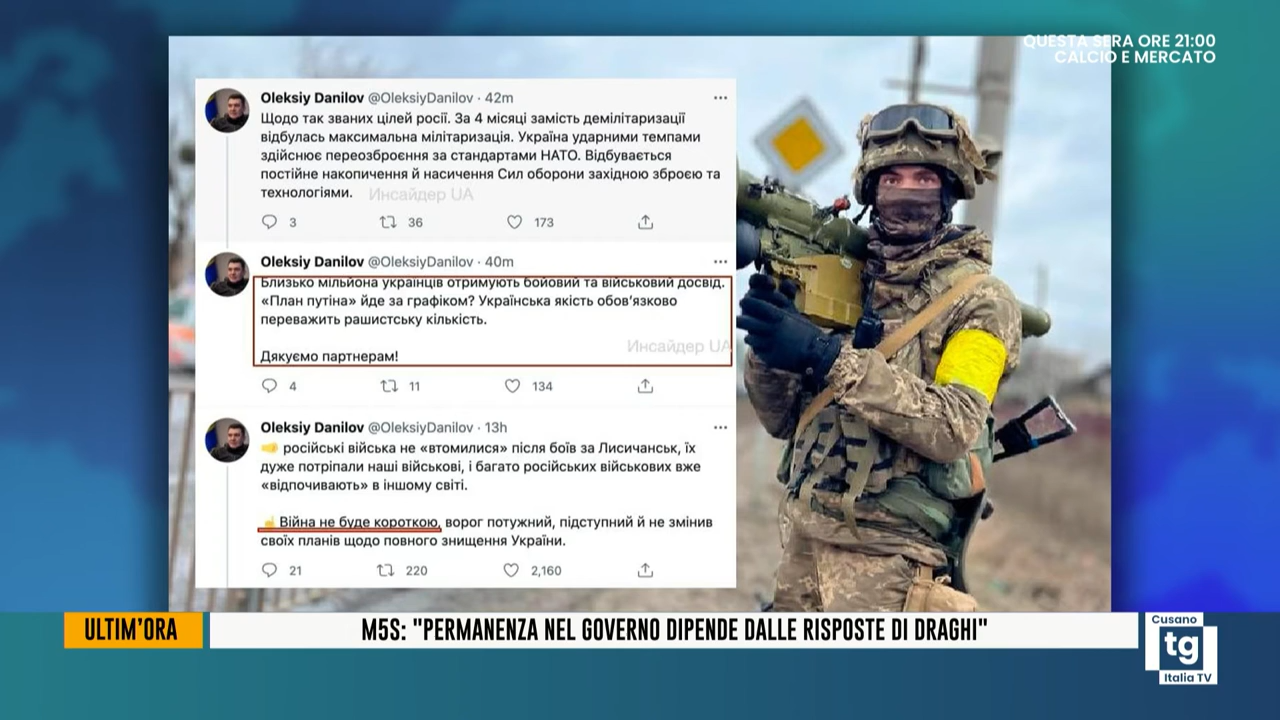 QUESTA SERA ORE 21:00
CALCIO E MERCATO
Oleksiy Danilov @OleksiyDanilov · 42m
Щодо так званих цілей росії. За 4 місяці замість демілітаризації
відбулась максимальна мілітаризація. Україна ударними темпами
здійснює переозброєння за стандартами НАТО. Відбувається
постійне накопичення й насичення Сил оборони західною зброєю та
технологіями.
Инсайдер UA
3 36 173
Oleksiy Danilov @OleksiyDanilov · 40m
Близько мільйона українців отримують бойовий та військовий досвід.
«План путіна» йде за графіком? Українська якість обов'язково
переважить рашистську кількість.
Инсайдер UA
Дякуємо партнерам!
4 11 134
Oleksiy Danilov @OleksiyDanilov · 13h
👉 російські війська не «втомилися» після боїв за Лисичанськ, їх
дуже потріпали наші військові, і багато російських військових вже
«відпочивають» в іншому світі.
☝️ Війна не буде короткою, ворог потужний, підступний й не змінив
своїх планів щодо повного знищення України.
21 220 2,160
ULTIM'ORA
M5S: "PERMANENZA NEL GOVERNO DIPENDE DALLE RISPOSTE DI DRAGHI"
Cusano
tg
Italia TV